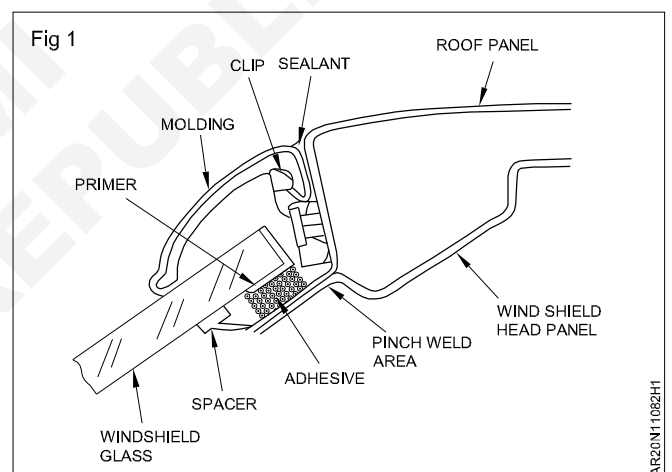 Fig 1
ROOF PANEL
CLIP SEALANT
MOLDING
PRIMER
WIND SHIELD
HEAD PANEL
PINCH WELD
AREA
ADHESIVE
SPACER
WINDSHIELD
GLASS
AR20N11082H1